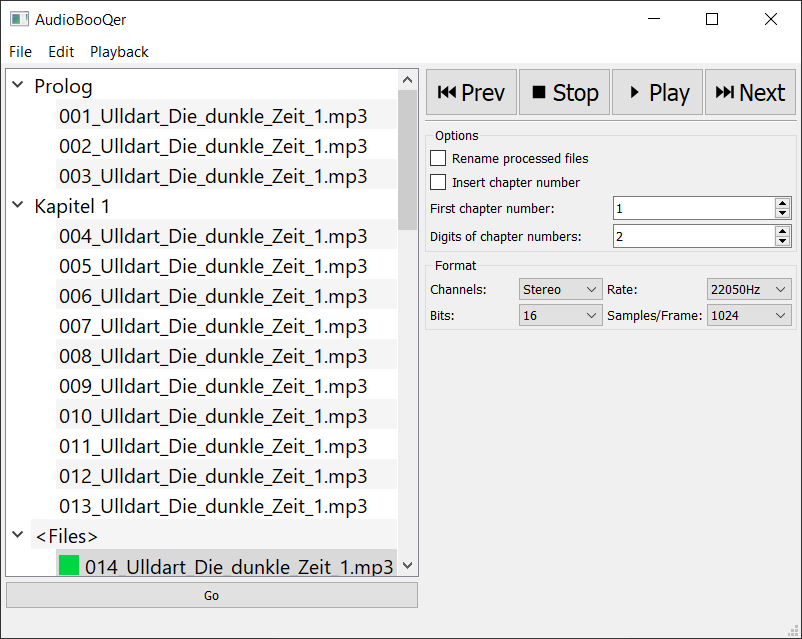 AudioBooQer
File Edit Playback
Prolog
001_Ulldart_Die_dunkle_Zeit_1.mp3
002_Ulldart_Die_dunkle_Zeit_1.mp3
003_Ulldart_Die_dunkle_Zeit_1.mp3
Kapitel 1
004_Ulldart_Die_dunkle_Zeit_1.mp3
005_Ulldart_Die_dunkle_Zeit_1.mp3
006_Ulldart_Die_dunkle_Zeit_1.mp3
007_Ulldart_Die_dunkle_Zeit_1.mp3
008_Ulldart_Die_dunkle_Zeit_1.mp3
009_Ulldart_Die_dunkle_Zeit_1.mp3
010_Ulldart_Die_dunkle_Zeit_1.mp3
011_Ulldart_Die_dunkle_Zeit_1.mp3
012_Ulldart_Die_dunkle_Zeit_1.mp3
013_Ulldart_Die_dunkle_Zeit_1.mp3
<Files>
014_Ulldart_Die_dunkle_Zeit_1.mp3
Go
Prev Stop Play Next
Options
Rename processed files
Insert chapter number
First chapter number: 1
Digits of chapter numbers: 2
Format
Channels: Stereo Rate: 22050Hz
Bits: 16 Samples/Frame: 1024